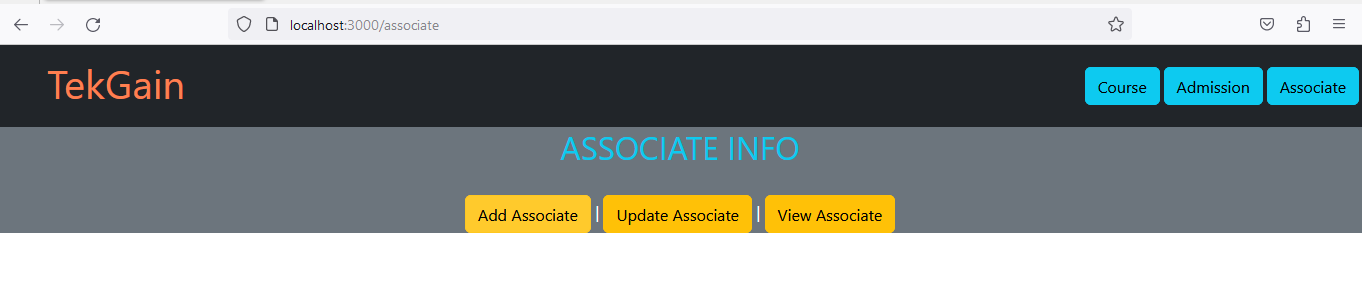 localhost:3000/associate
TekGain
Course Admission Associate
ASSOCIATE INFO
Add Associate | Update Associate | View Associate